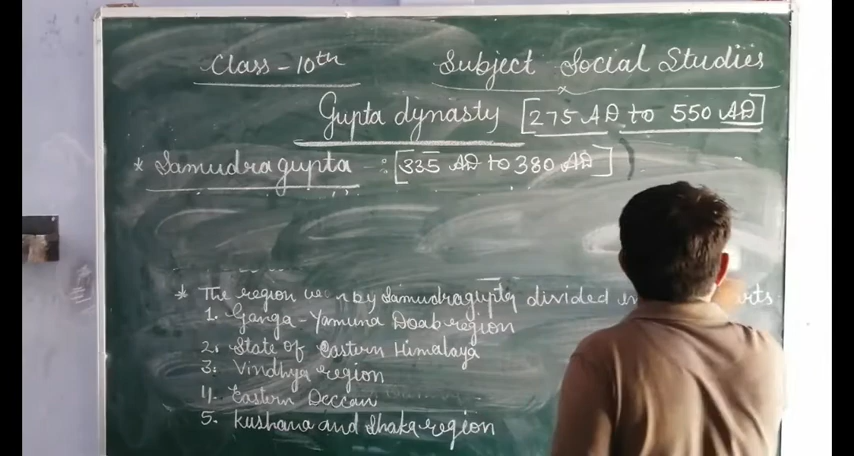 Class - 10th Subject Social Studies
Gupta dynasty [275 AD to 550 AD]
* Samudragupta -: [335 AD to 380 AD]
* The region by Samudragupta divided
1. Ganga-Yamuna Doab region
2. State of Eastern Himalaya
3. Vindhya region
4. Eastern Deccan
5. Kushana and Shaka region